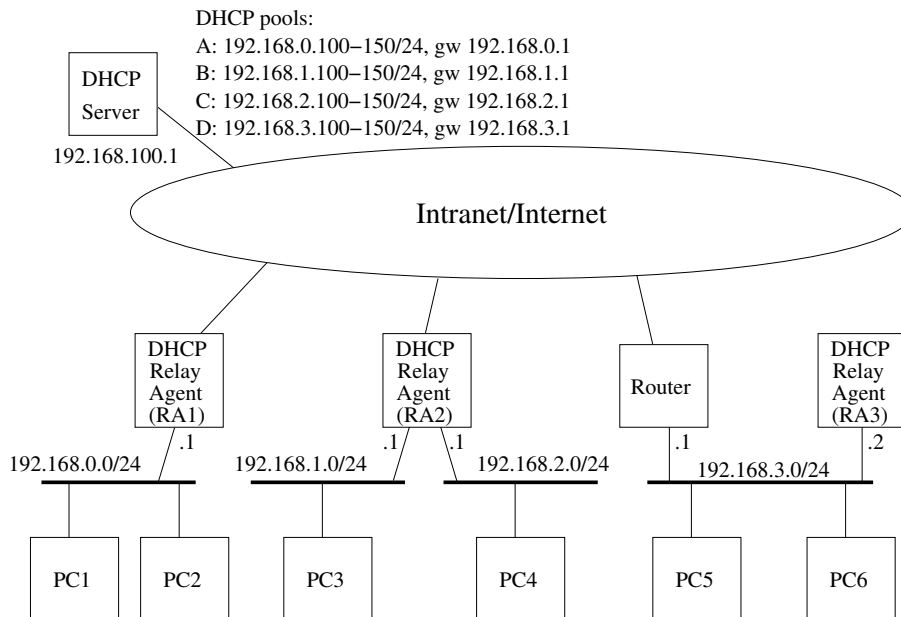 DHCP pools:
A: 192.168.0.100−150/24, gw 192.168.0.1
B: 192.168.1.100−150/24, gw 192.168.1.1
C: 192.168.2.100−150/24, gw 192.168.2.1
D: 192.168.3.100−150/24, gw 192.168.3.1
DHCP
Server
192.168.100.1
Intranet/Internet
DHCP
Relay
Agent
(RA1)
DHCP
Relay
Agent
(RA2)
Router
DHCP
Relay
Agent
(RA3)
.1
.1
.1
.1
.2
192.168.0.0/24
192.168.1.0/24
192.168.2.0/24
192.168.3.0/24
PC1
PC2
PC3
PC4
PC5
PC6